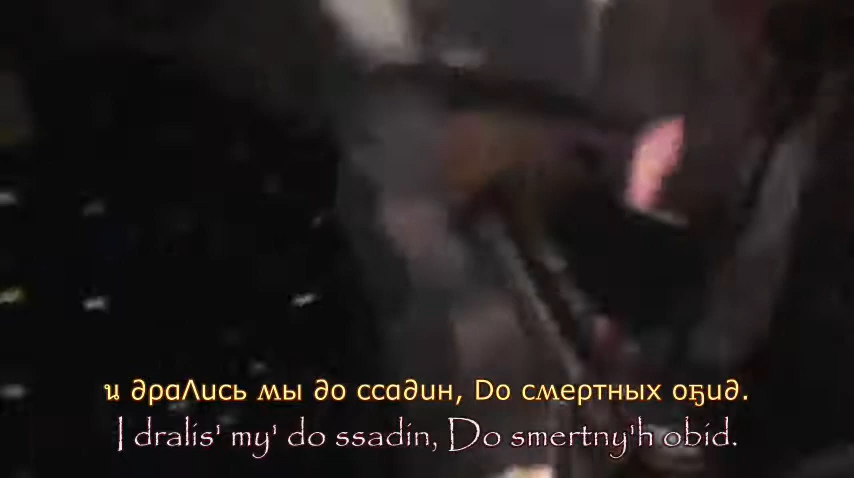 и дрались мы до ссадин, До смертных обид.
I dralis' my' do ssadin, Do smertny'h obid.